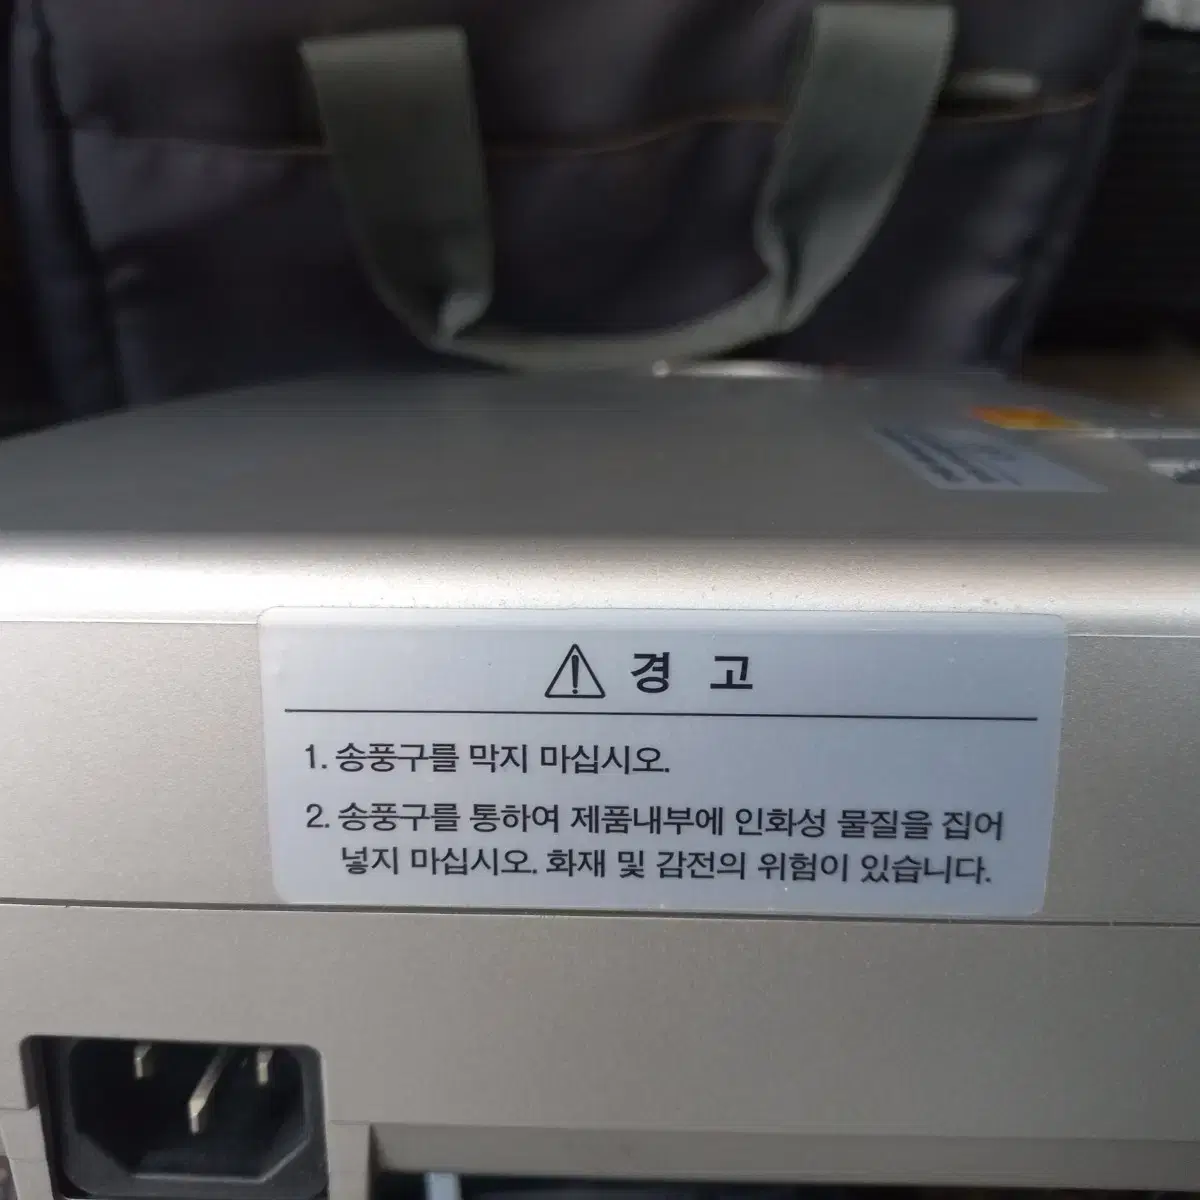 경 고
1. 송풍구를 막지 마십시오.
2. 송풍구를 통하여 제품내부에 인화성 물질을 집어
넣지 마십시오. 화재 및 감전의 위험이 있습니다.